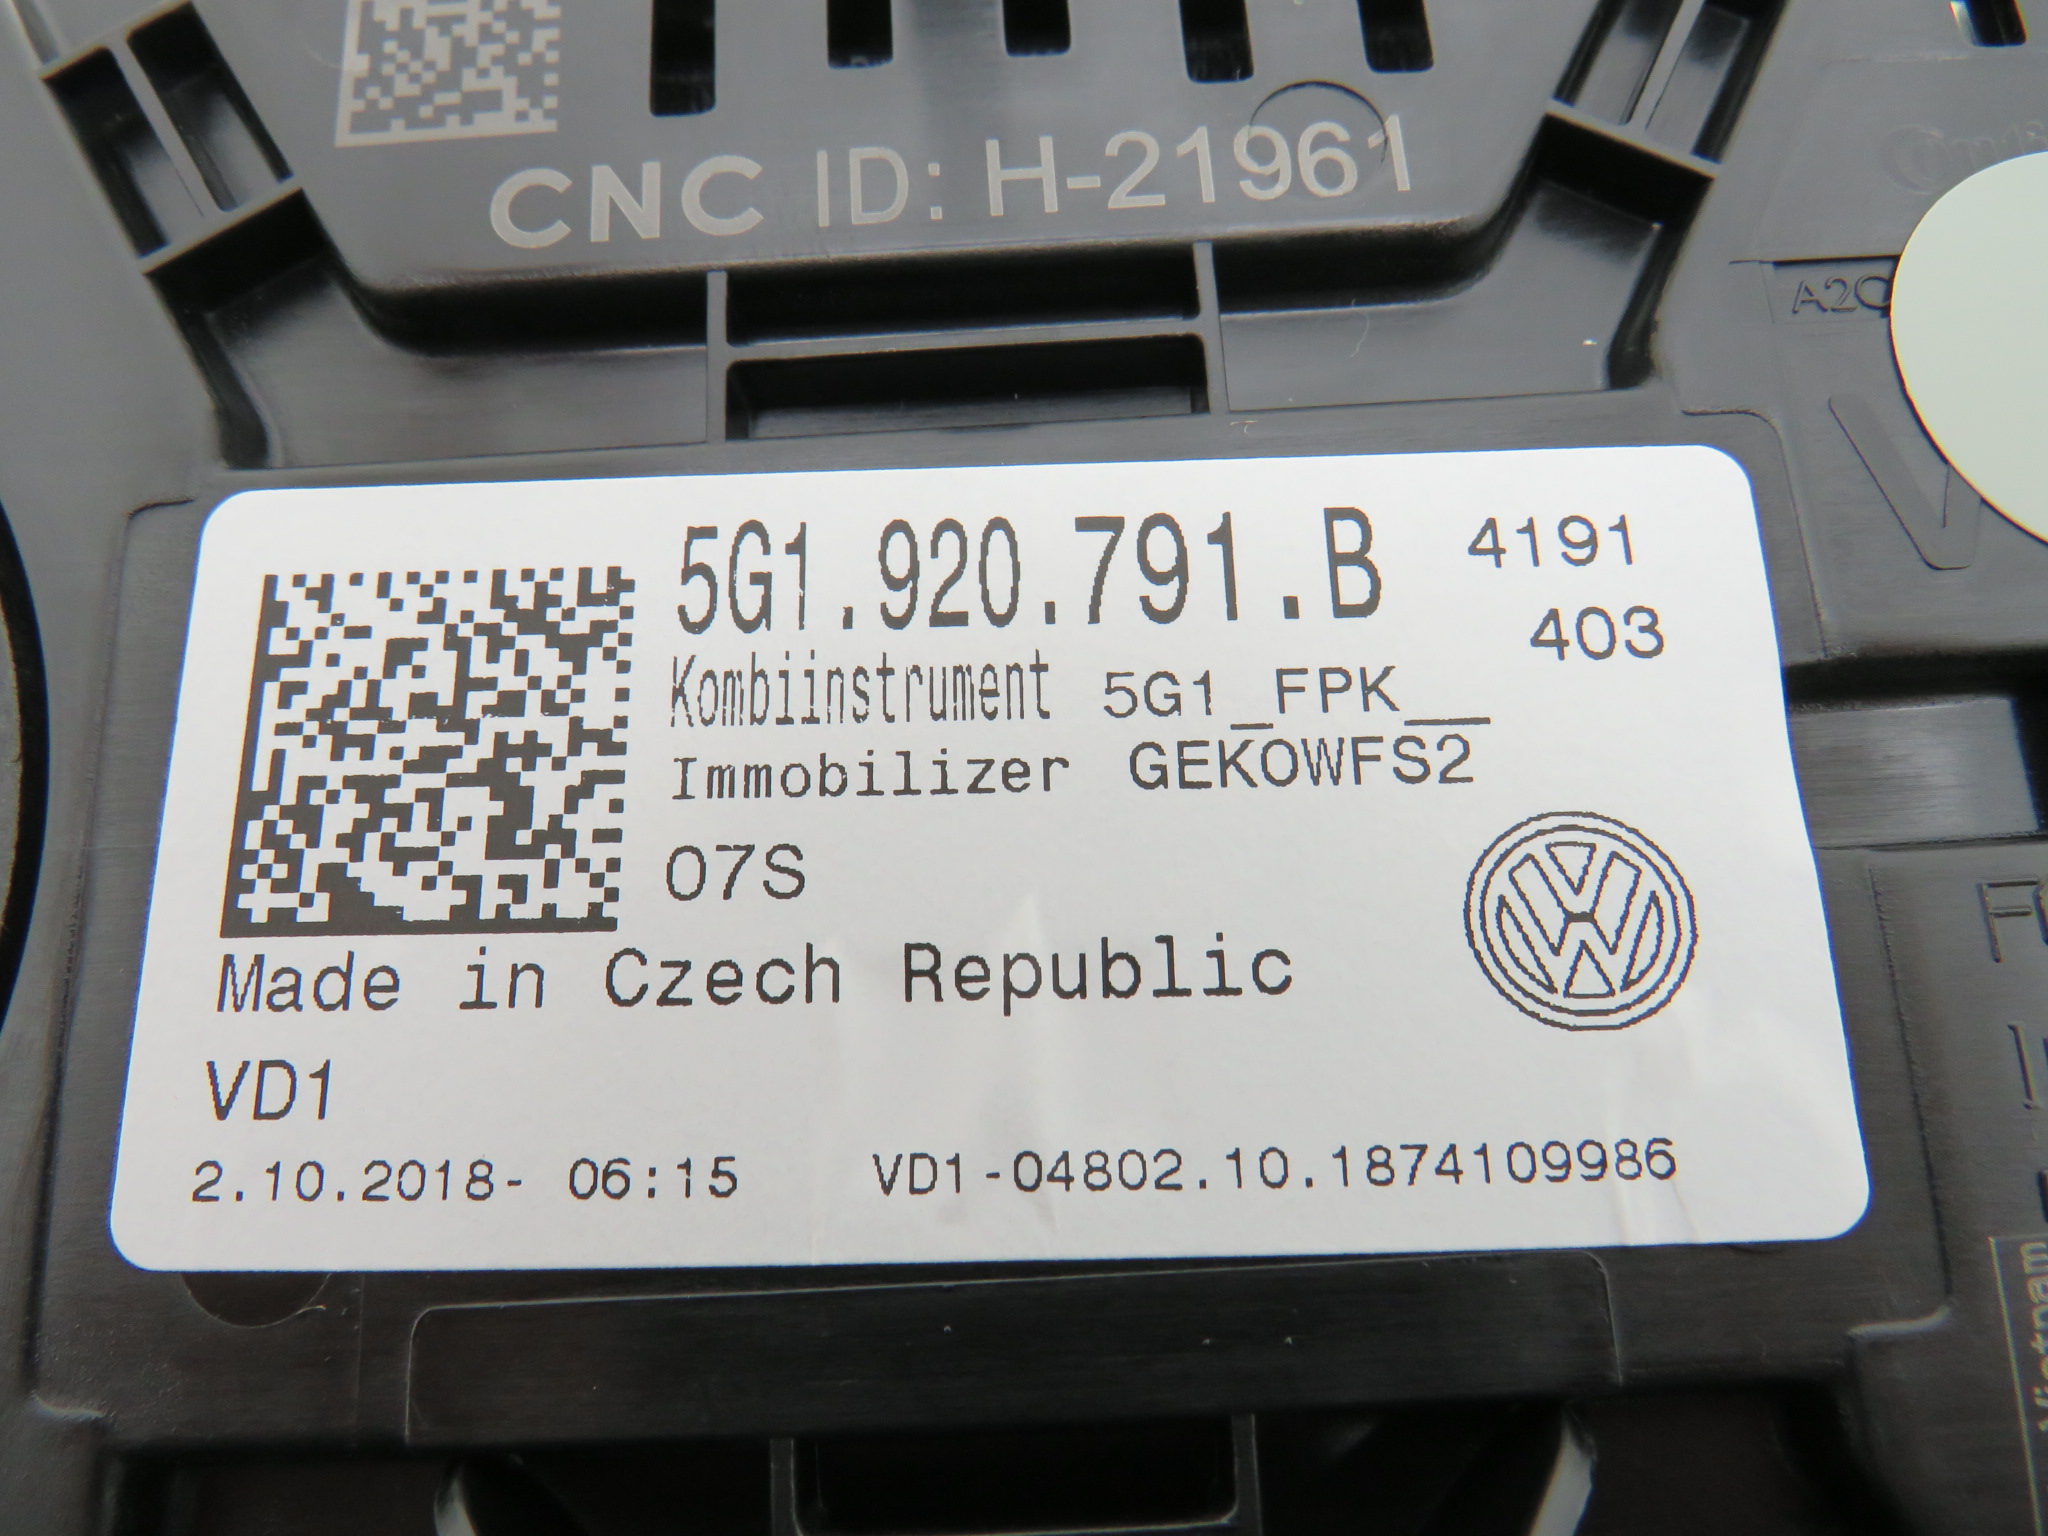 CNC ID: H-21961
5G1.920.791.B 4191
403
Kombiinstrument 5G1_FPK__
Immobilizer GEKOWFS2
07S
Made in Czech Republic
VD1
2.10.2018- 06:15 VD1-04802.10.1874109986
Vietnam